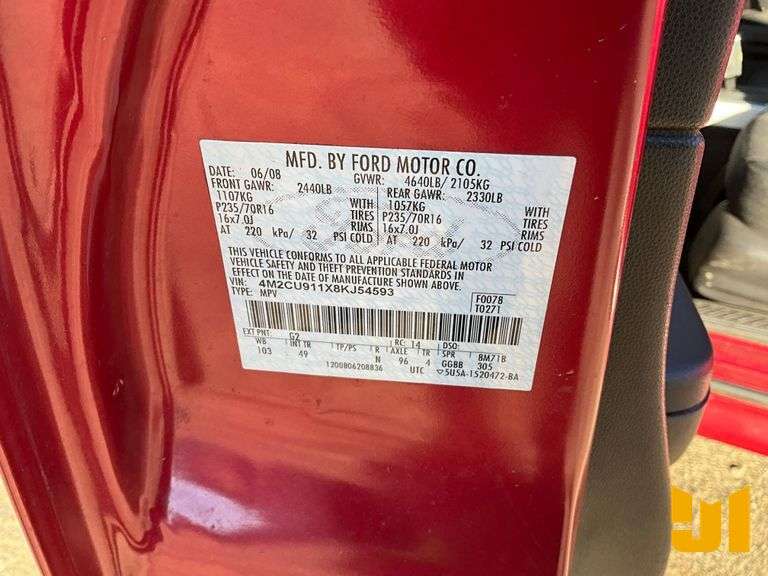 MFD. BY FORD MOTOR CO.
DATE: 06/08 GVWR: 4640LB/ 2105KG
FRONT GAWR: 2440LB REAR GAWR: 2330LB
1107KG WITH 1057KG WITH
P235/70R16 TIRES P235/70R16 TIRES
16x7.0J RIMS 16x7.0J RIMS
AT 220 kPa/ 32 PSI COLD AT 220 kPa/ 32 PSI COLD
THIS VEHICLE CONFORMS TO ALL APPLICABLE FEDERAL MOTOR
VEHICLE SAFETY AND THEFT PREVENTION STANDARDS IN
EFFECT ON THE DATE OF MANUFACTURE SHOWN ABOVE.
VIN: 4M2CU911X8KJ54593
TYPE: MPV
F0078
T0271
EXT PNT: G2 RC: 14 DSO:
WB INT TR TP/PS R AXLE TR SPR BM71B
103 49 N 96 4 GGBB 305
1200806208836 UTC 5U5A-1520472-BA